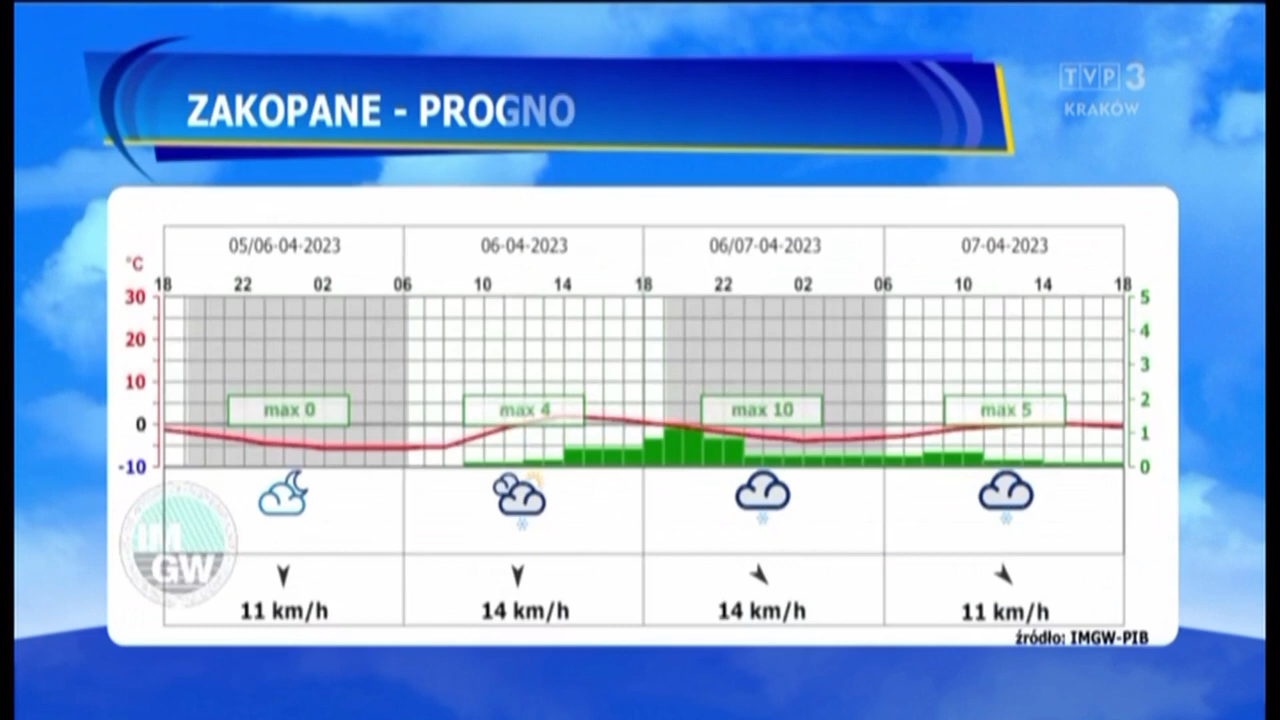 ZAKOPANE - PROGNO
TVP3
KRAKÓW
05/06-04-2023 06-04-2023 06/07-04-2023 07-04-2023
°C
18 22 02 06 10 14 18 22 02 06 10 14 18
30 5
20 4
10 3
max 0 max 4 max 10 max 5 2
0 1
-10 0
IM
GW
11 km/h 14 km/h 14 km/h 11 km/h
źródło: IMGW-PIB